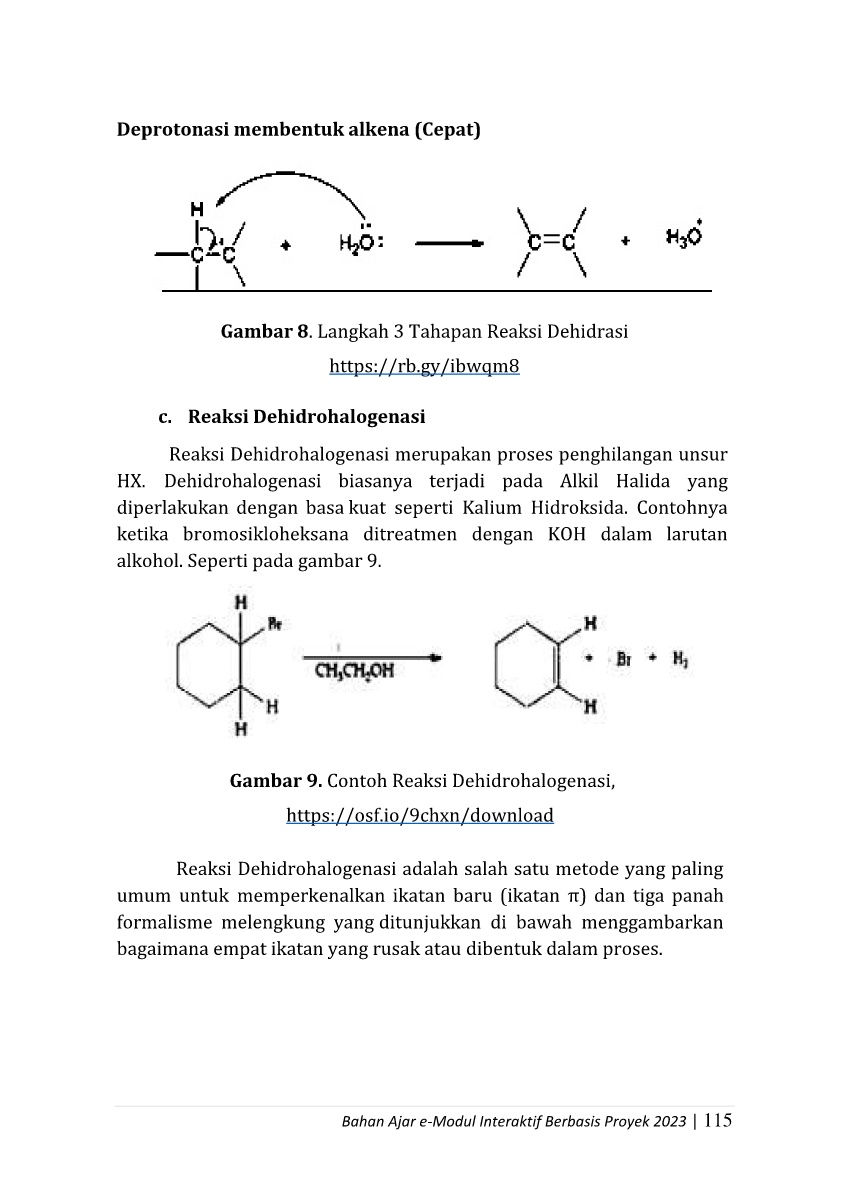 Deprotonasi membentuk alkena (Cepat)
H
C C + H₂O: → C=C + H₃O⁺
Gambar 8. Langkah 3 Tahapan Reaksi Dehidrasi
https://rb.gy/ibwqm8
c. Reaksi Dehidrohalogenasi
Reaksi Dehidrohalogenasi merupakan proses penghilangan unsur
HX. Dehidrohalogenasi biasanya terjadi pada Alkil Halida yang
diperlakukan dengan basa kuat seperti Kalium Hidroksida. Contohnya
ketika bromosikloheksana ditreatmen dengan KOH dalam larutan
alkohol. Seperti pada gambar 9.
H H
Br
CH₃CH₂OH + Br + H₂
H H
H
Gambar 9. Contoh Reaksi Dehidrohalogenasi,
https://osf.io/9chxn/download
Reaksi Dehidrohalogenasi adalah salah satu metode yang paling
umum untuk memperkenalkan ikatan baru (ikatan π) dan tiga panah
formalisme melengkung yang ditunjukkan di bawah menggambarkan
bagaimana empat ikatan yang rusak atau dibentuk dalam proses.
Bahan Ajar e-Modul Interaktif Berbasis Proyek 2023 | 115